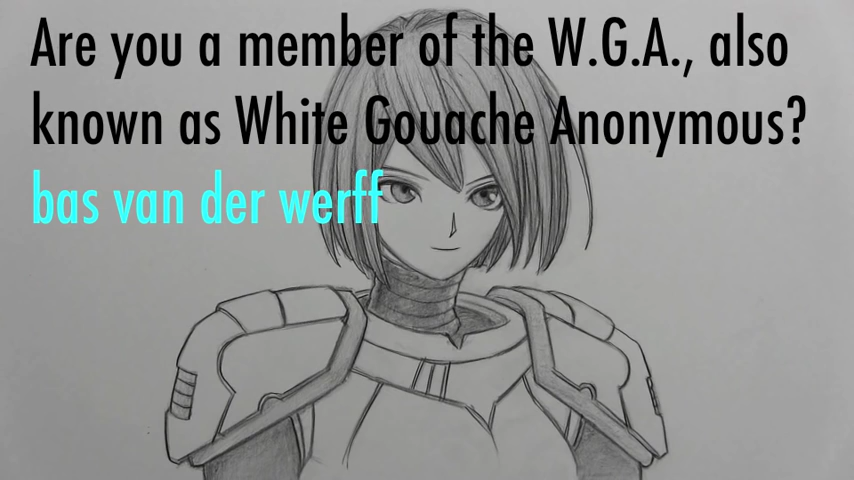 Are you a member of the W.G.A., also
known as White Gouache Anonymous?
bas van der werff